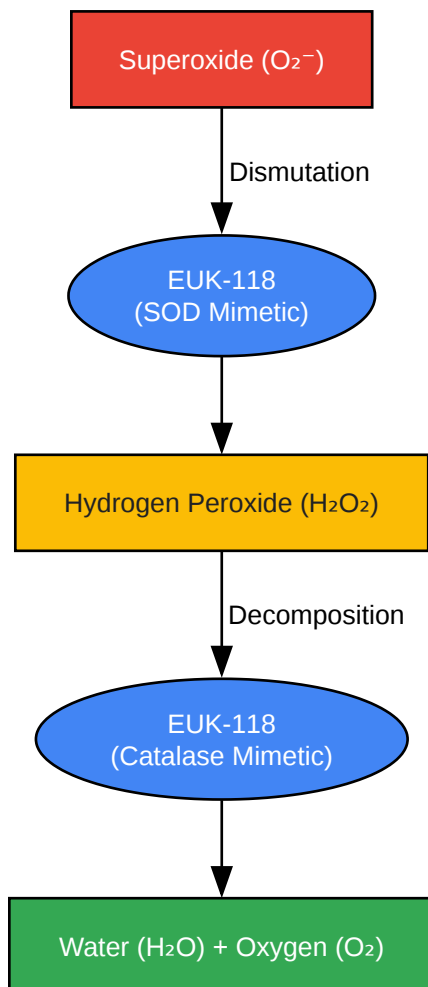 Superoxide (O₂⁻)
Dismutation
EUK-118
(SOD Mimetic)
Hydrogen Peroxide (H₂O₂)
Decomposition
EUK-118
(Catalase Mimetic)
Water (H₂O) + Oxygen (O₂)